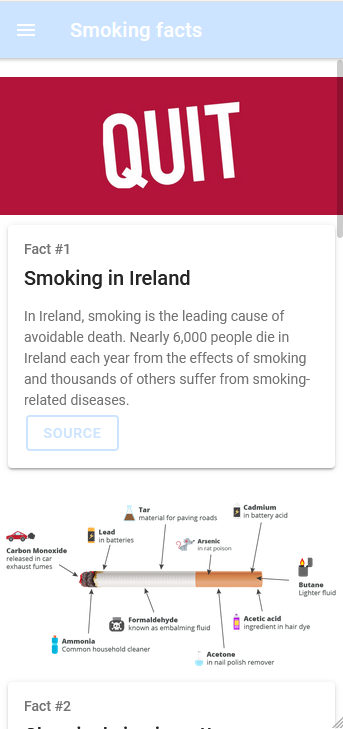 Smoking facts
QUIT
Fact #1
Smoking in Ireland
In Ireland, smoking is the leading cause of
avoidable death. Nearly 6,000 people die in
Ireland each year from the effects of smoking
and thousands of others suffer from smoking-
related diseases.
SOURCE
Tar
material for paving roads
Cadmium
in battery acid
Lead
in batteries
Arsenic
in rat poison
Carbon Monoxide
released in car
exhaust fumes
Butane
Lighter fluid
Formaldehyde
known as embalming fluid
Acetic acid
ingredient in hair dye
Ammonia
Common household cleaner
Acetone
in nail polish remover
Fact #2